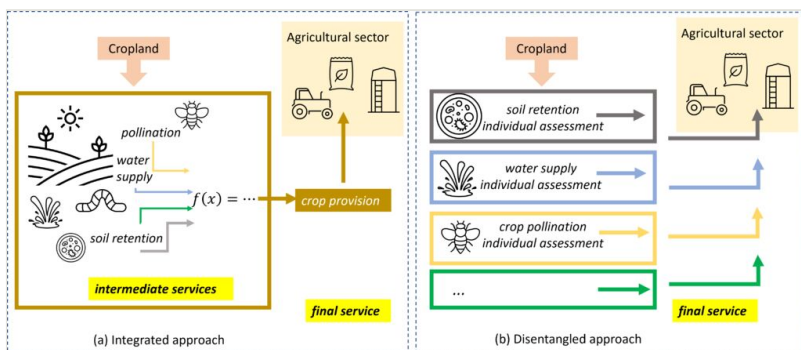 Cropland
Agricultural sector
pollination
water
supply
f(x) = ...
crop provision
soil retention
intermediate services
final service
(a) Integrated approach
Cropland
Agricultural sector
soil retention
individual assessment
water supply
individual assessment
crop pollination
individual assessment
...
final service
(b) Disentangled approach